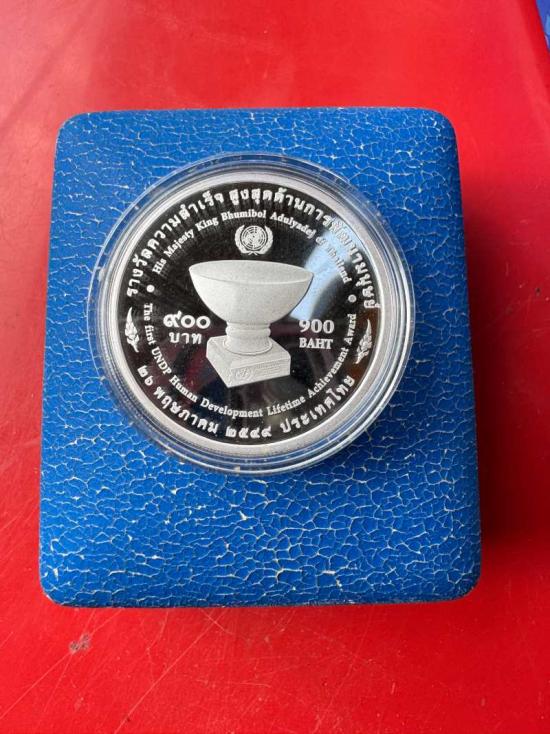 รางวัลความสำเร็จ สูงสุดด้านการพัฒนามนุษย์
His Majesty King Bhumibol Adulyadej of Thailand
๙๐๐
บาท
900
BAHT
The first UNDP Human Development Lifetime Achievement Award
๒๖ พฤษภาคม ๒๕๔๙ ประเทศไทย